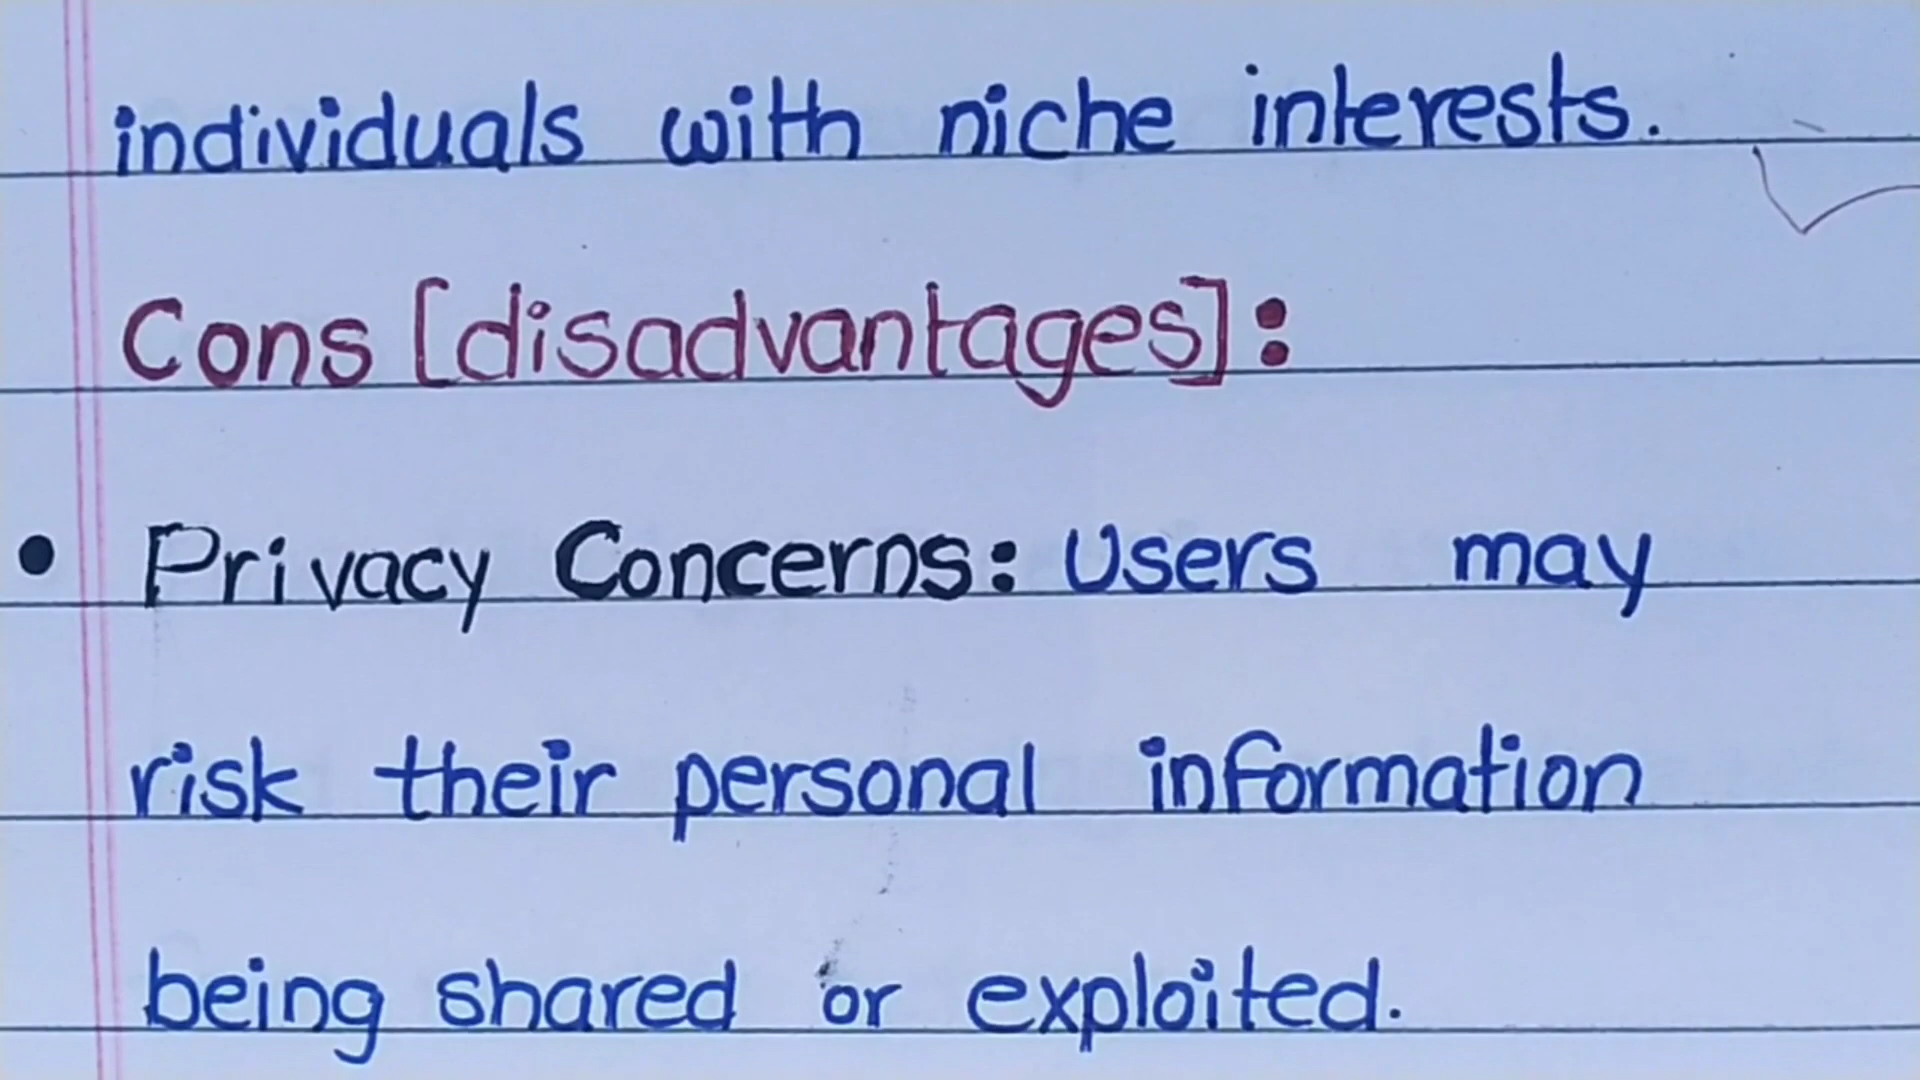 individuals with niche interests.
Cons [disadvantages]:
• Privacy Concerns: Users may
risk their personal information
being shared or exploited.